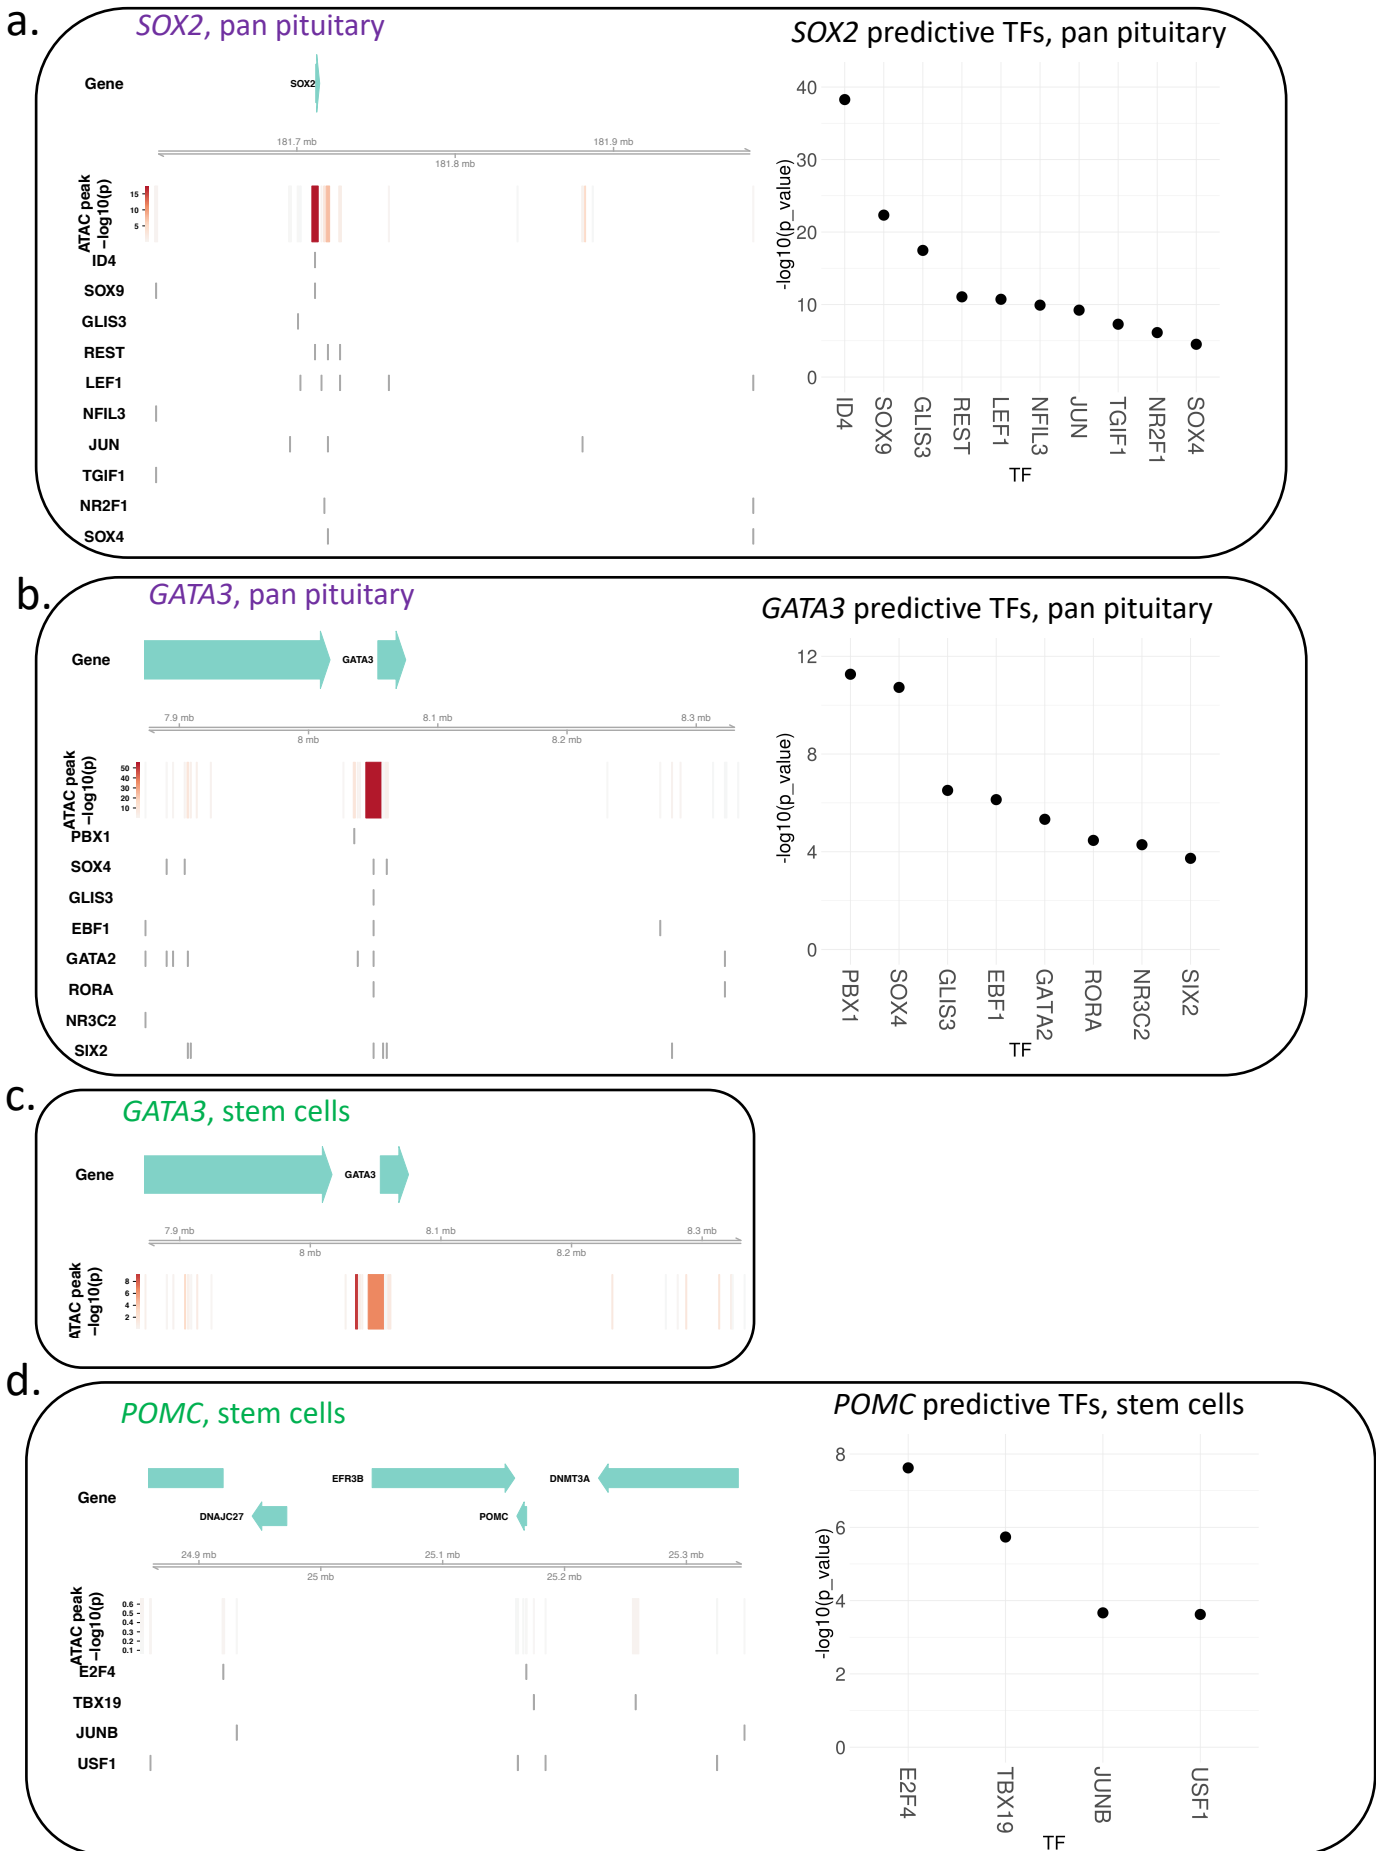 a.
SOX2, pan pituitary
SOX2 predictive TFs, pan pituitary
Gene
SOX2
181.7 mb
181.9 mb
181.8 mb
ATAC peak
−log10(p)
15
10
5
ID4
SOX9
GLIS3
REST
LEF1
NFIL3
JUN
TGIF1
NR2F1
SOX4
-log10(p_value)
40
30
20
10
0
ID4
SOX9
GLIS3
REST
LEF1
NFIL3
JUN
TGIF1
NR2F1
SOX4
TF
b.
GATA3, pan pituitary
GATA3 predictive TFs, pan pituitary
Gene
GATA3
7.9 mb
8.1 mb
8.3 mb
8 mb
8.2 mb
ATAC peak
−log10(p)
50
40
30
20
10
PBX1
SOX4
GLIS3
EBF1
GATA2
RORA
NR3C2
SIX2
-log10(p_value)
12
8
4
0
PBX1
SOX4
GLIS3
EBF1
GATA2
RORA
NR3C2
SIX2
TF
c.
GATA3, stem cells
Gene
GATA3
7.9 mb
8.1 mb
8.3 mb
8 mb
8.2 mb
ATAC peak
−log10(p)
8
6
4
2
d.
POMC, stem cells
POMC predictive TFs, stem cells
Gene
EFR3B
DNMT3A
DNAJC27
POMC
24.9 mb
25.1 mb
25.3 mb
25 mb
25.2 mb
ATAC peak
−log10(p)
0.6
0.5
0.4
0.3
0.2
0.1
E2F4
TBX19
JUNB
USF1
-log10(p_value)
8
6
4
2
0
E2F4
TBX19
JUNB
USF1
TF